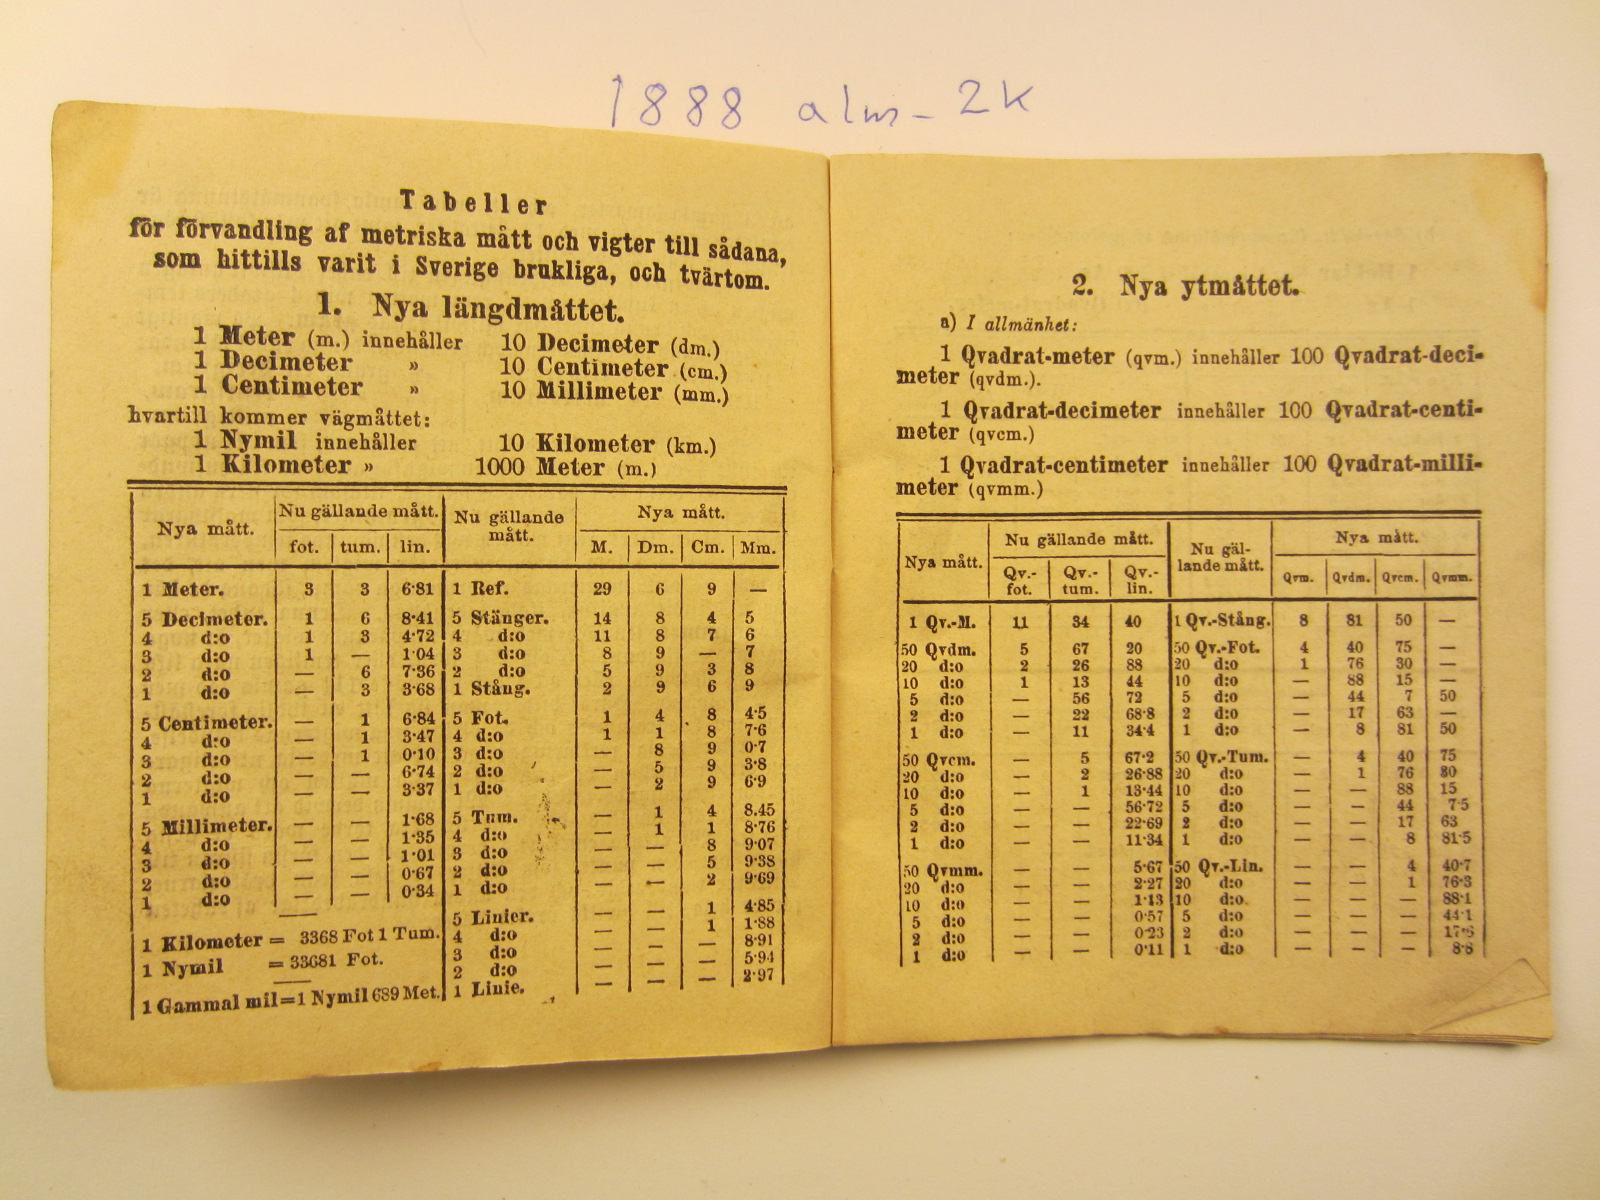 1888 alm-2K
Tabeller
för förvandling af metriska mått och vigter till sådana,
som hittills varit i Sverige brukliga, och tvärtom.
1. Nya längdmåttet.
1 Meter (m.) innehåller 10 Decimeter (dm.)
1 Decimeter » 10 Centimeter (cm.)
1 Centimeter » 10 Millimeter (mm.)
hvartill kommer vägmåttet:
1 Nymil innehåller 10 Kilometer (km.)
1 Kilometer » 1000 Meter (m.)
Nya mått. Nu gällande mått. Nu gällande mått. Nya mått.
fot. tum. lin. M. Dm. Cm. Mm.
1 Meter. 3 3 6·81 1 Ref. 29 6 9 —
5 Decimeter. 1 6 8·41 5 Stänger. 14 8 4 5
4 d:o 1 3 4·72 4 d:o 11 8 7 6
3 d:o 1 — 1·04 3 d:o 8 9 — 7
2 d:o — 6 7·36 2 d:o 5 9 3 8
1 d:o — 3 3·68 1 Stång. 2 9 6 9
5 Centimeter. — 1 6·84 5 Fot. 1 4 8 4·5
4 d:o — 1 3·47 4 d:o 1 1 8 7·6
3 d:o — 1 0·10 3 d:o — 8 9 0·7
2 d:o — — 6·74 2 d:o — 5 9 3·8
1 d:o — — 3·37 1 d:o — 2 9 6·9
5 Millimeter. — — 1·68 5 Tum. — 1 4 8.45
4 d:o — — 1·35 4 d:o — 1 1 8·76
3 d:o — — 1·01 3 d:o — — 8 9·07
2 d:o — — 0·67 2 d:o — — 5 9·38
1 d:o — — 0·34 1 d:o — — 2 9·69
5 Linier. — — 1 4·85
4 d:o — — 1 1·88
3 d:o — — — 8·91
2 d:o — — — 5·94
1 Linie. — — — 2·97
1 Kilometer = 3368 Fot 1 Tum.
1 Nymil = 33681 Fot.
1 Gammal mil=1 Nymil 689 Met.
2. Nya ytmåttet.
a) I allmänhet:
1 Qvadrat-meter (qvm.) innehåller 100 Qvadrat-deci-
meter (qvdm.).
1 Qvadrat-decimeter innehåller 100 Qvadrat-centi-
meter (qvcm.)
1 Qvadrat-centimeter innehåller 100 Qvadrat-milli-
meter (qvmm.)
Nya mått. Nu gällande mått. Nu gäl-lande mått. Nya mått.
Qv.-fot. Qv.-tum. Qv.-lin. Qvm. Qvdm. Qvcm. Qvmm.
1 Qv.-M. 11 34 40 1 Qv.-Stång. 8 81 50 —
50 Qvdm. 5 67 20 50 Qv.-Fot. 4 40 75 —
20 d:o 2 26 88 20 d:o 1 76 30 —
10 d:o 1 13 44 10 d:o — 88 15 —
5 d:o — 56 72 5 d:o — 44 7 50
2 d:o — 22 68·8 2 d:o — 17 63 —
1 d:o — 11 34·4 1 d:o — 8 81 50
50 Qvcm. — 5 67·2 50 Qv.-Tum. — 4 40 75
20 d:o — 2 26·88 20 d:o — 1 76 30
10 d:o — 1 13·44 10 d:o — — 88 15
5 d:o — — 56·72 5 d:o — — 44 7·5
2 d:o — — 22·69 2 d:o — — 17 63
1 d:o — — 11·34 1 d:o — — 8 81·5
50 Qvmm. — — 5·67 50 Qv.-Lin. — — 4 40·7
20 d:o — — 2·27 20 d:o — — 1 76·3
10 d:o — — 1·13 10 d:o — — — 88·1
5 d:o — — 0·57 5 d:o — — — 44·1
2 d:o — — 0·23 2 d:o — — — 17·6
1 d:o — — 0·11 1 d:o — — — 8·8